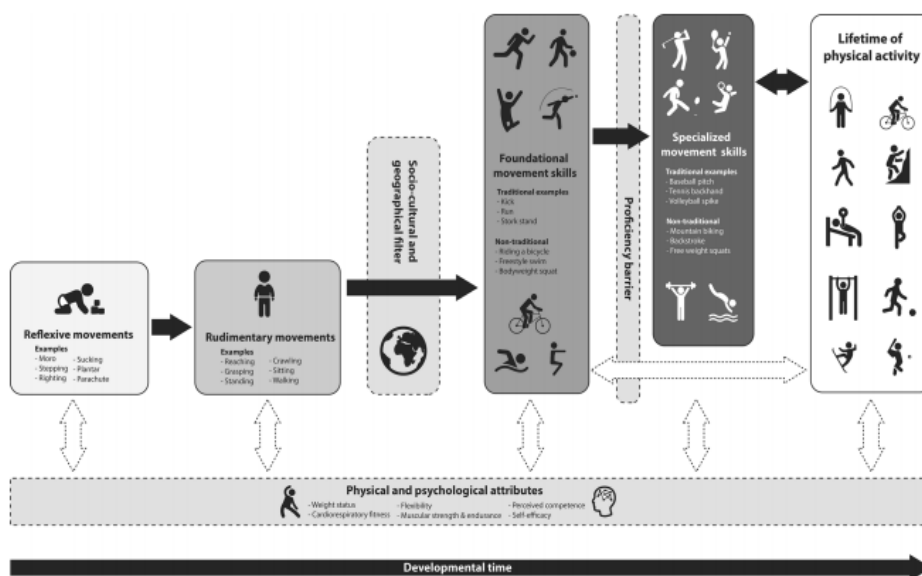 Lifetime of
physical activity
Foundational
movement skills
Traditional examples
- Kick
- Run
- Stork stand
Non-traditional
- Riding a bicycle
- Freestyle swim
- Bodyweight squat
Specialized
movement skills
Traditional examples
- Baseball pitch
- Tennis backhand
- Volleyball spike
Non-traditional
- Mountain biking
- Backstroke
- Free weight squats
Socio-cultural and
geographical filter
Proficiency barrier
Reflexive movements
Examples
- Moro - Sucking
- Stepping - Plantar
- Righting - Parachute
Rudimentary movements
Examples
- Reaching - Crawling
- Grasping - Sitting
- Standing - Walking
Physical and psychological attributes
- Weight status - Flexibility - Perceived competence
- Cardiorespiratory fitness - Muscular strength & endurance - Self-efficacy
Developmental time